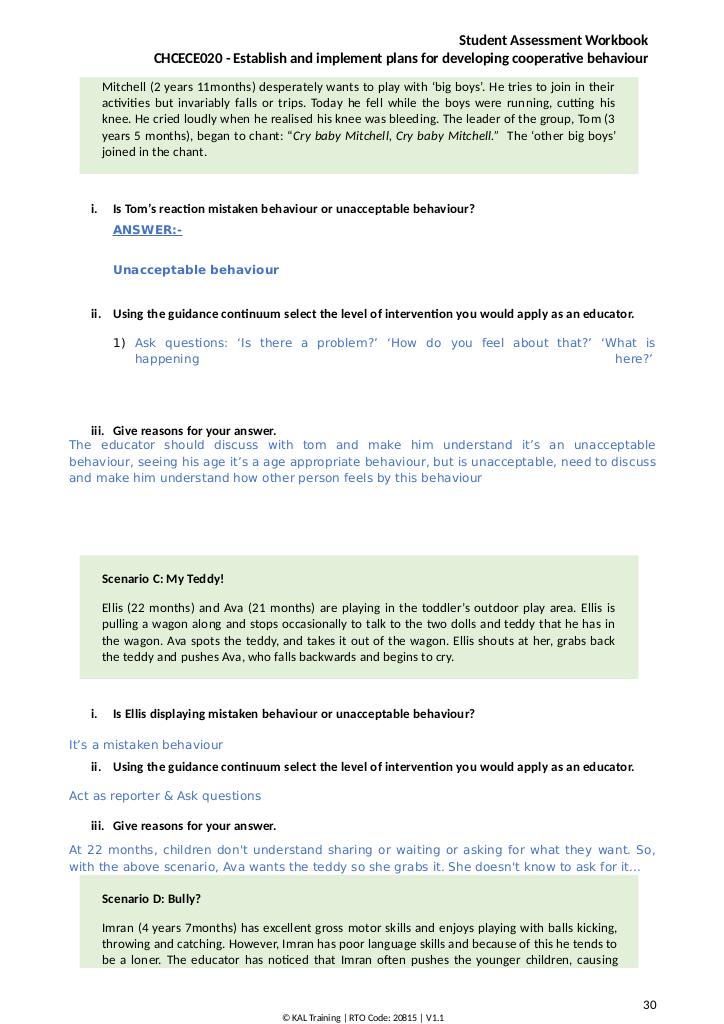 Student Assessment Workbook
CHCECE020 - Establish and implement plans for developing cooperative behaviour
Mitchell (2 years 11months) desperately wants to play with ‘big boys’. He tries to join in their
activities but invariably falls or trips. Today he fell while the boys were running, cutting his
knee. He cried loudly when he realised his knee was bleeding. The leader of the group, Tom (3
years 5 months), began to chant: “Cry baby Mitchell, Cry baby Mitchell.” The ‘other big boys’
joined in the chant.
i. Is Tom’s reaction mistaken behaviour or unacceptable behaviour?
ANSWER:-
Unacceptable behaviour
ii. Using the guidance continuum select the level of intervention you would apply as an educator.
1) Ask questions: ‘Is there a problem?’ ‘How do you feel about that?’ ‘What is
happening here?’
iii. Give reasons for your answer.
The educator should discuss with tom and make him understand it’s an unacceptable
behaviour, seeing his age it’s a age appropriate behaviour, but is unacceptable, need to discuss
and make him understand how other person feels by this behaviour
Scenario C: My Teddy!
Ellis (22 months) and Ava (21 months) are playing in the toddler’s outdoor play area. Ellis is
pulling a wagon along and stops occasionally to talk to the two dolls and teddy that he has in
the wagon. Ava spots the teddy, and takes it out of the wagon. Ellis shouts at her, grabs back
the teddy and pushes Ava, who falls backwards and begins to cry.
i. Is Ellis displaying mistaken behaviour or unacceptable behaviour?
It’s a mistaken behaviour
ii. Using the guidance continuum select the level of intervention you would apply as an educator.
Act as reporter & Ask questions
iii. Give reasons for your answer.
At 22 months, children don't understand sharing or waiting or asking for what they want. So,
with the above scenario, Ava wants the teddy so she grabs it. She doesn't know to ask for it...
Scenario D: Bully?
Imran (4 years 7months) has excellent gross motor skills and enjoys playing with balls kicking,
throwing and catching. However, Imran has poor language skills and because of this he tends to
be a loner. The educator has noticed that Imran often pushes the younger children, causing
30
© KAL Training | RTO Code: 20815 | V1.1